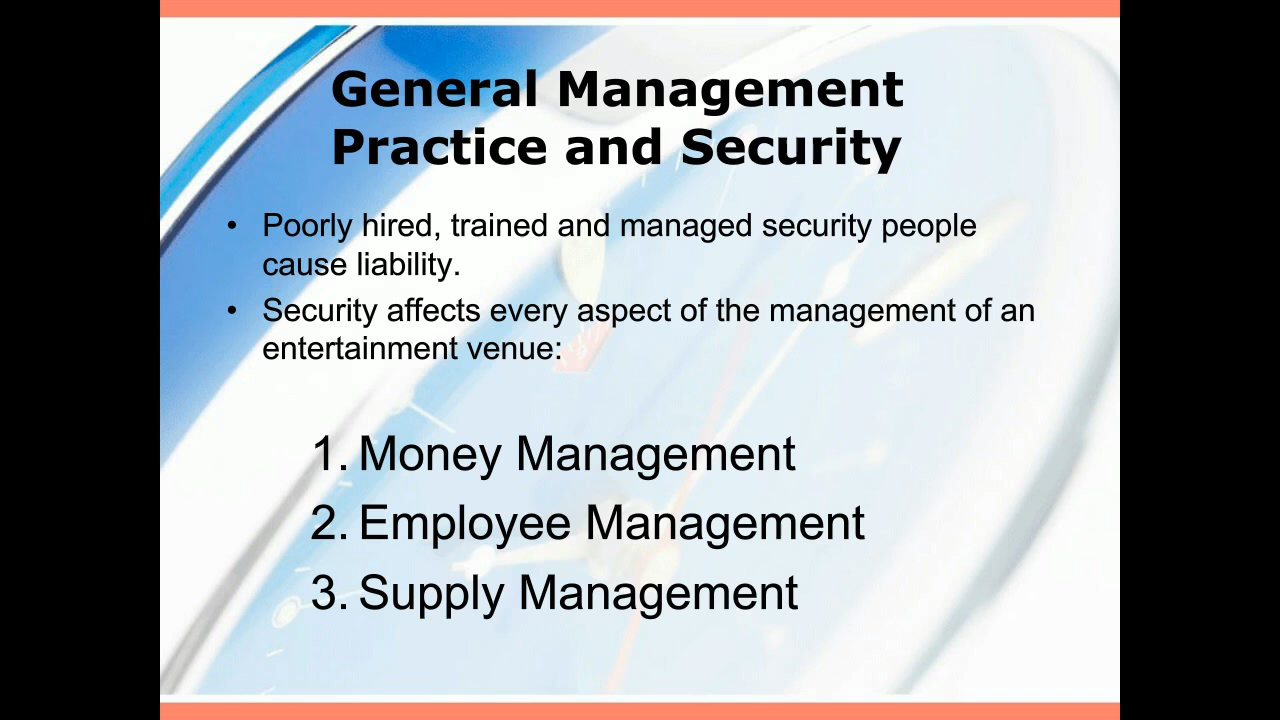 General Management
Practice and Security
• Poorly hired, trained and managed security people
cause liability.
• Security affects every aspect of the management of an
entertainment venue:
1. Money Management
2. Employee Management
3. Supply Management